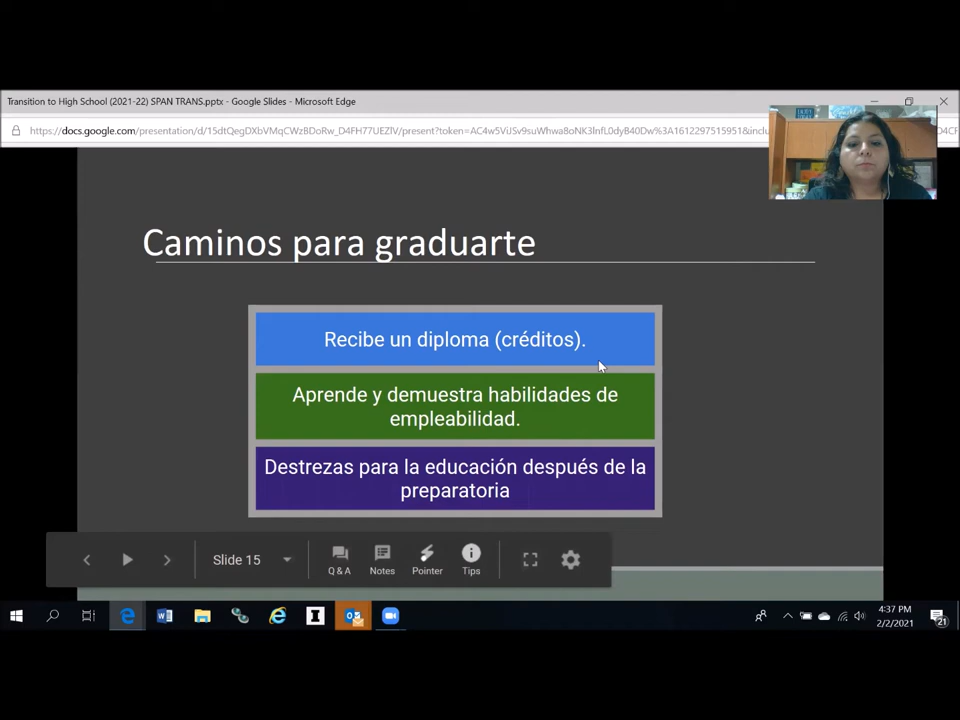 Transition to High School (2021-22) SPAN TRANS.pptx - Google Slides - Microsoft Edge
Caminos para graduarte
Recibe un diploma (créditos).
Aprende y demuestra habilidades de
empleabilidad.
Destrezas para la educación después de la
preparatoria
Slide 15
Q & A
Notes
Pointer
Tips
4:37 PM
2/2/2021
21